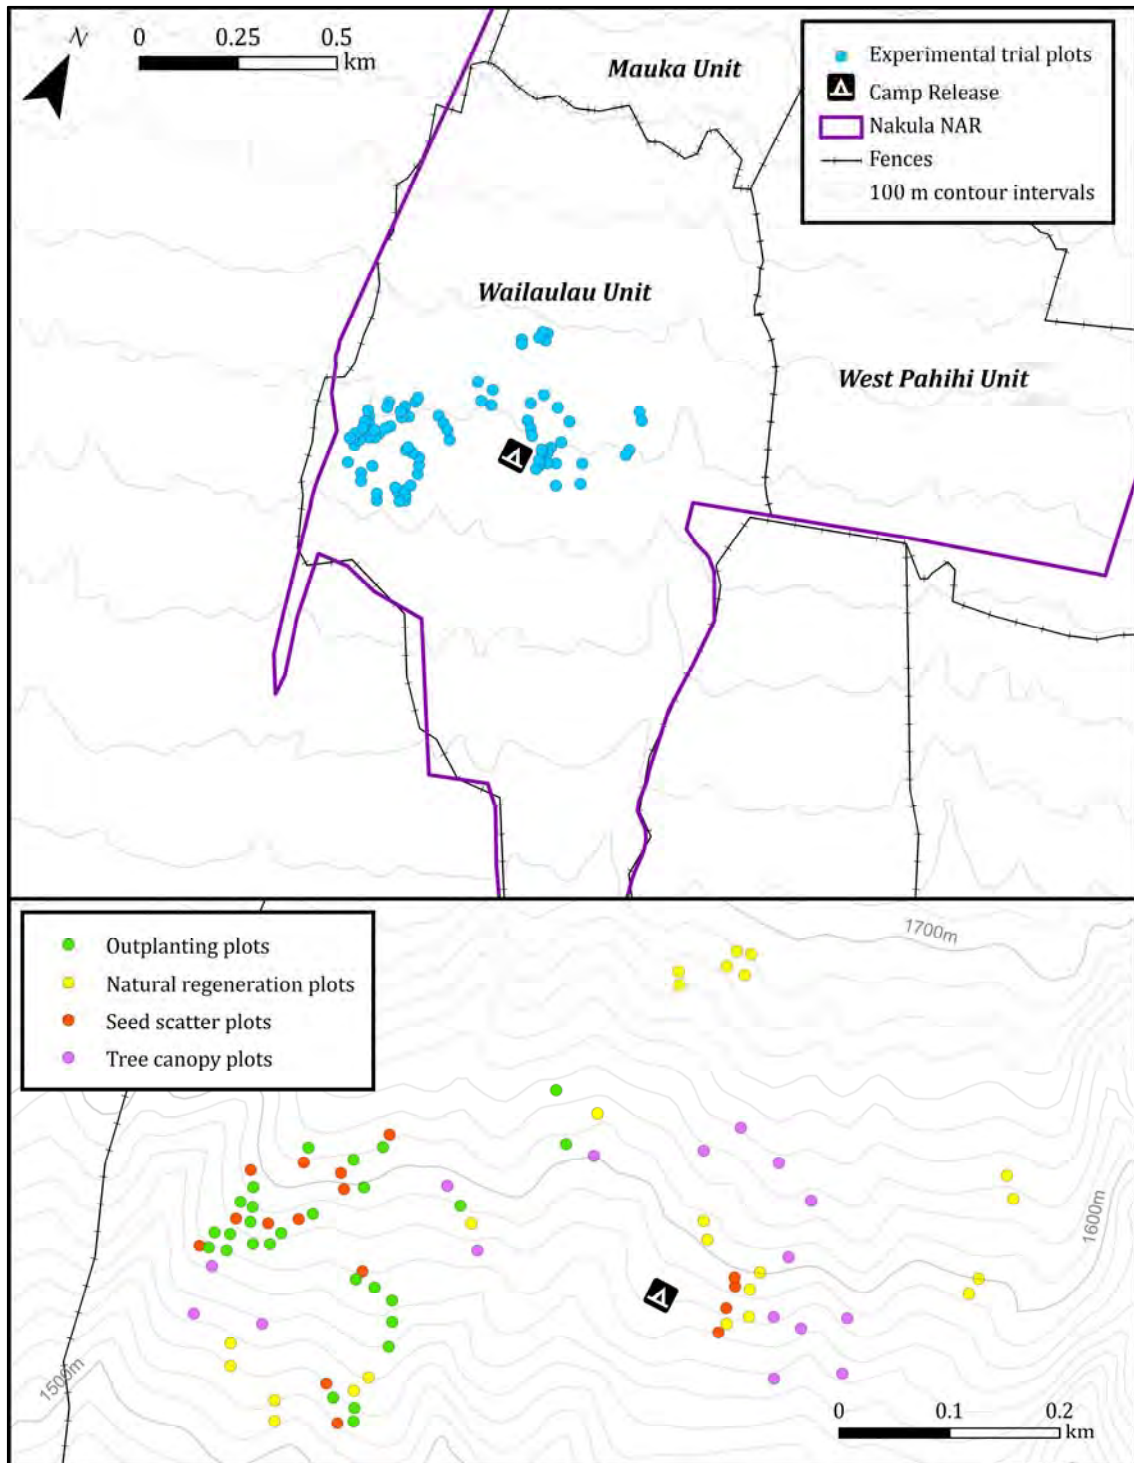 N
0 0.25 0.5
km
Mauka Unit
Experimental trial plots
Camp Release
Nakula NAR
Fences
100 m contour intervals
Wailaulau Unit
West Pahihi Unit
Outplanting plots
Natural regeneration plots
Seed scatter plots
Tree canopy plots
1700m
1600m
1500m
0 0.1 0.2
km